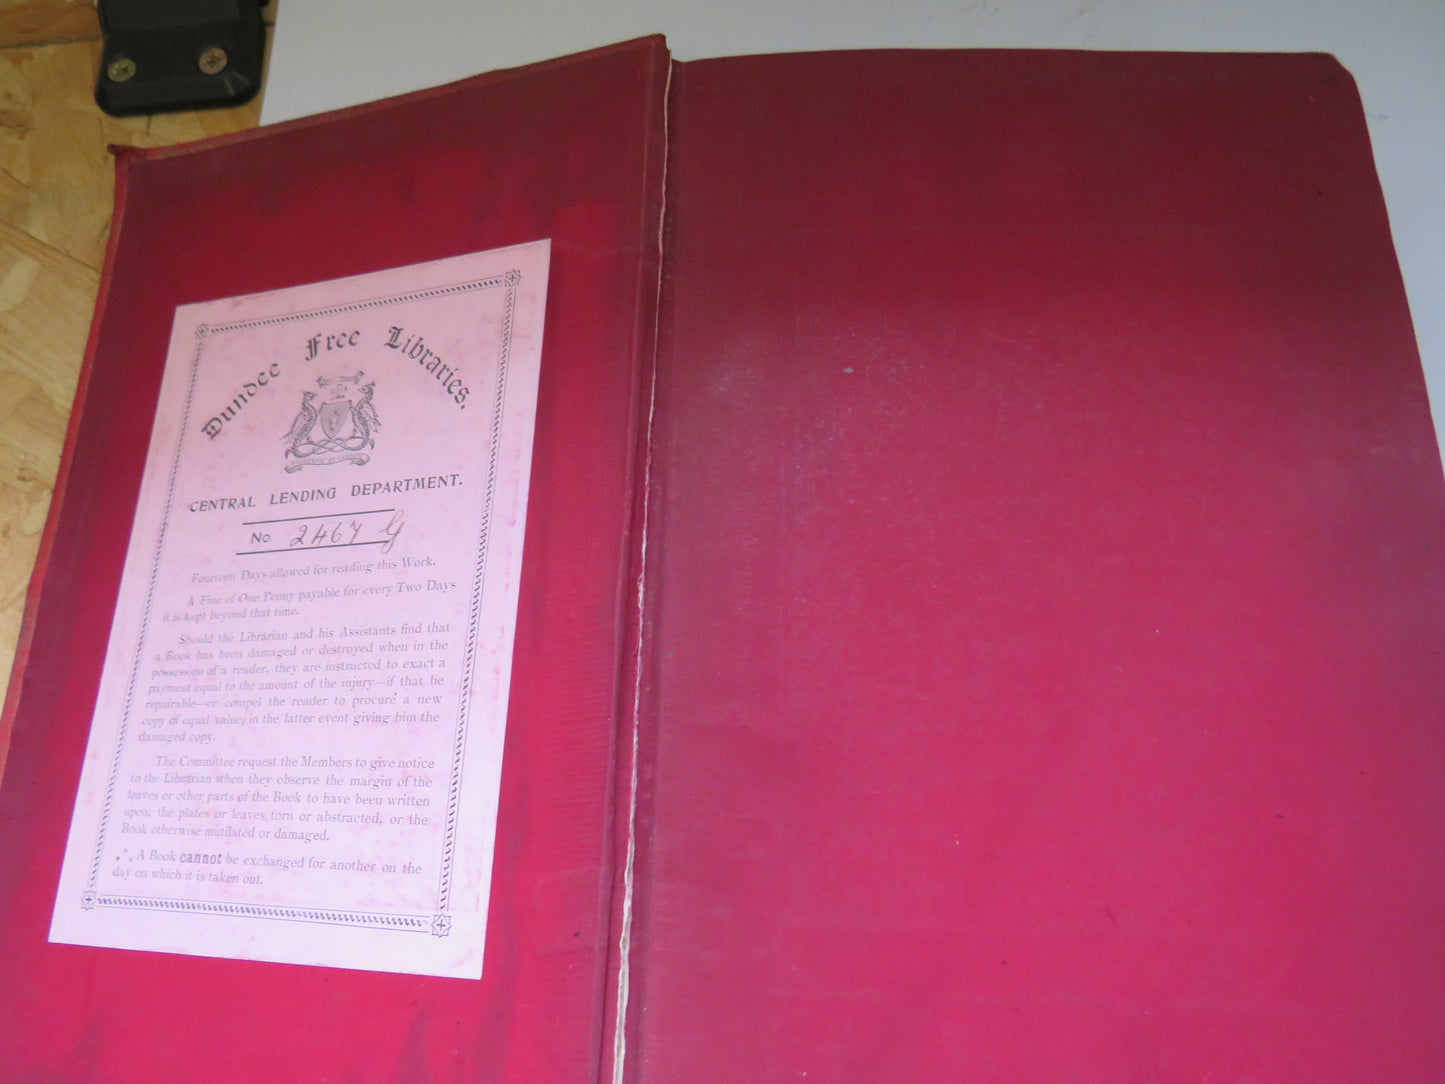 Dundee Free Libraries.
CENTRAL LENDING DEPARTMENT.
No. 2467 G
Fourteen Days allowed for reading this Work.
A Fine of One Penny payable for every Two Days
it is kept beyond that time.
Should the Librarian and his Assistants find that
a Book has been damaged or destroyed when in the
possession of a reader, they are instructed to exact a
payment equal to the amount of the injury—if that be
repairable—or compel the reader to procure a new
copy of equal value, in the latter event giving him the
damaged copy.
The Committee request the Members to give notice
to the Librarian when they observe the margin of the
leaves or other parts of the Book to have been written
upon, the plates or leaves torn or abstracted, or the
Book otherwise mutilated or damaged.
A Book cannot be exchanged for another on the
day on which it is taken out.